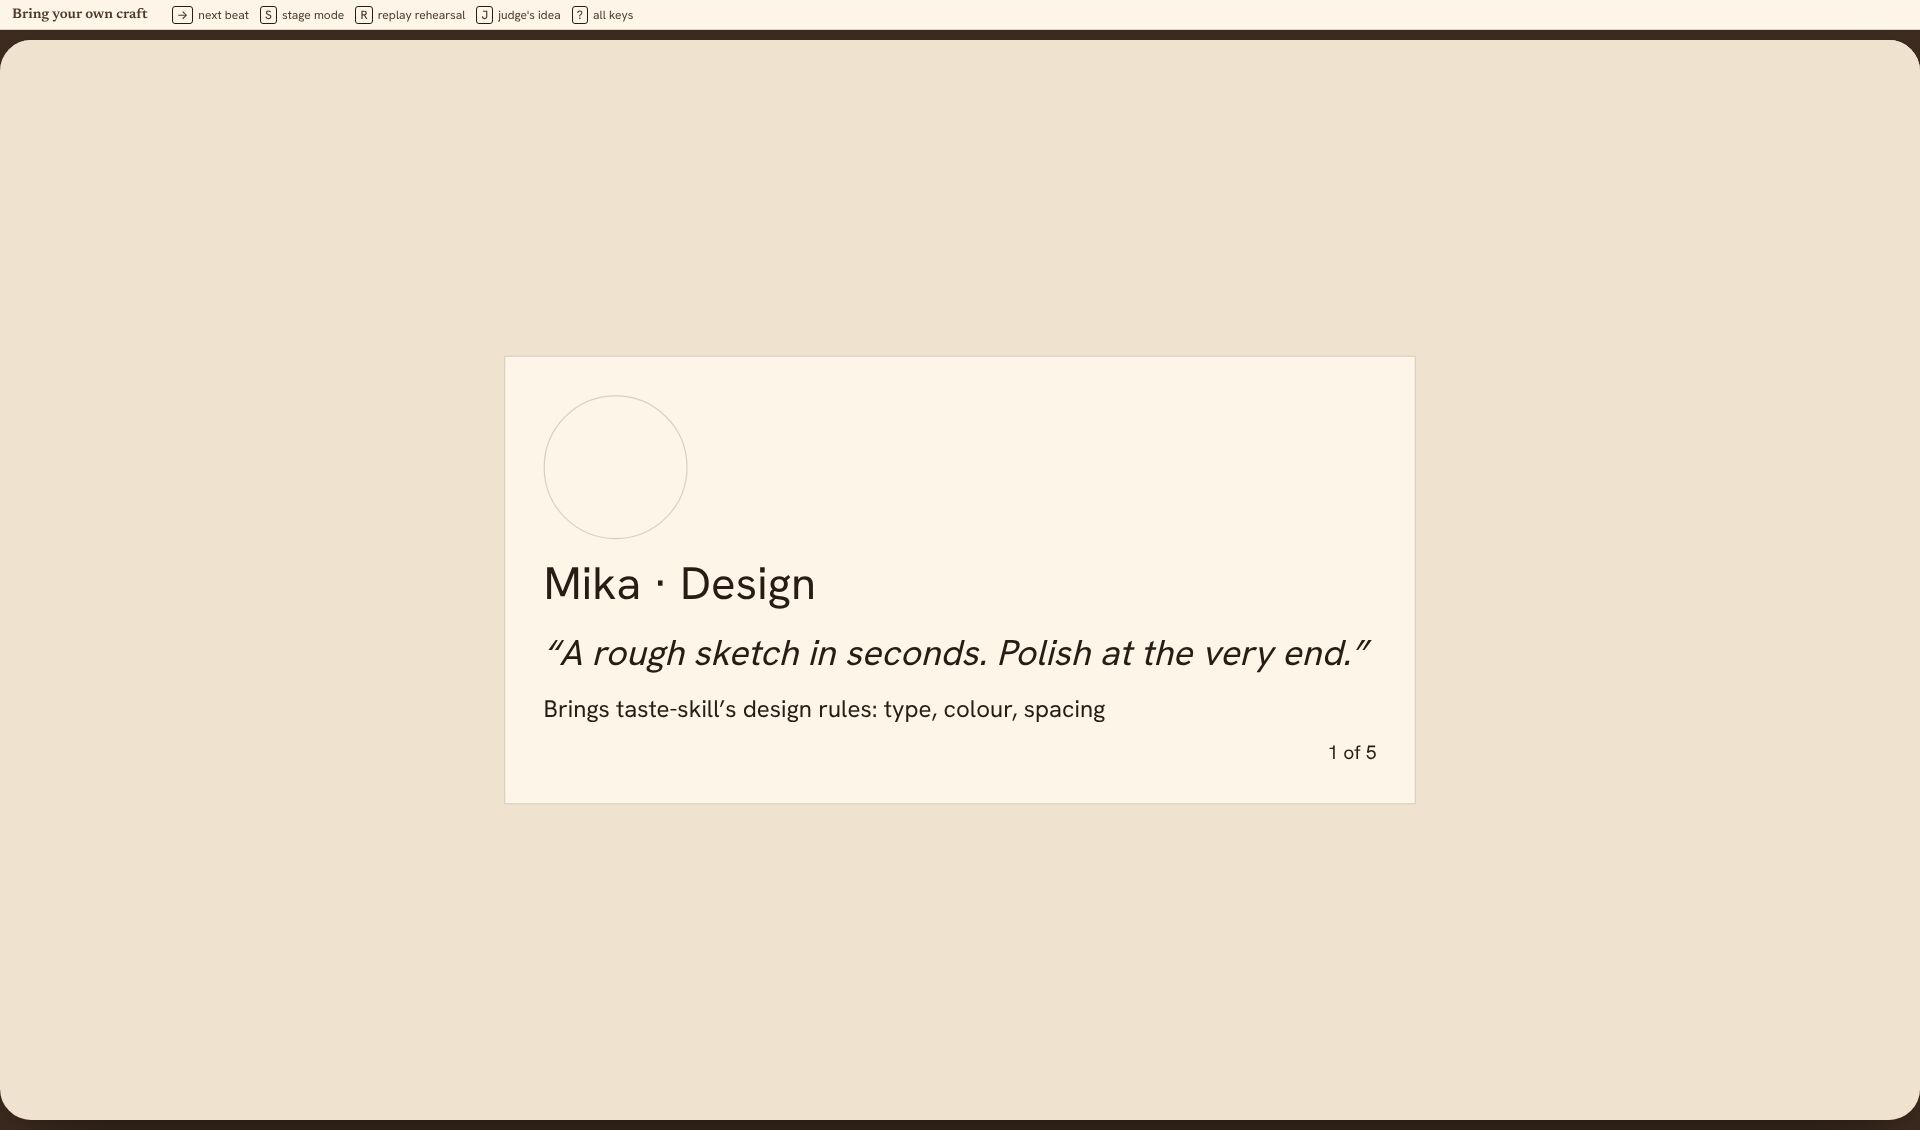 Bring your own craft → next beat S stage mode R replay rehearsal J judge's idea ? all keys
Mika · Design
“A rough sketch in seconds. Polish at the very end.”
Brings taste-skill’s design rules: type, colour, spacing
1 of 5